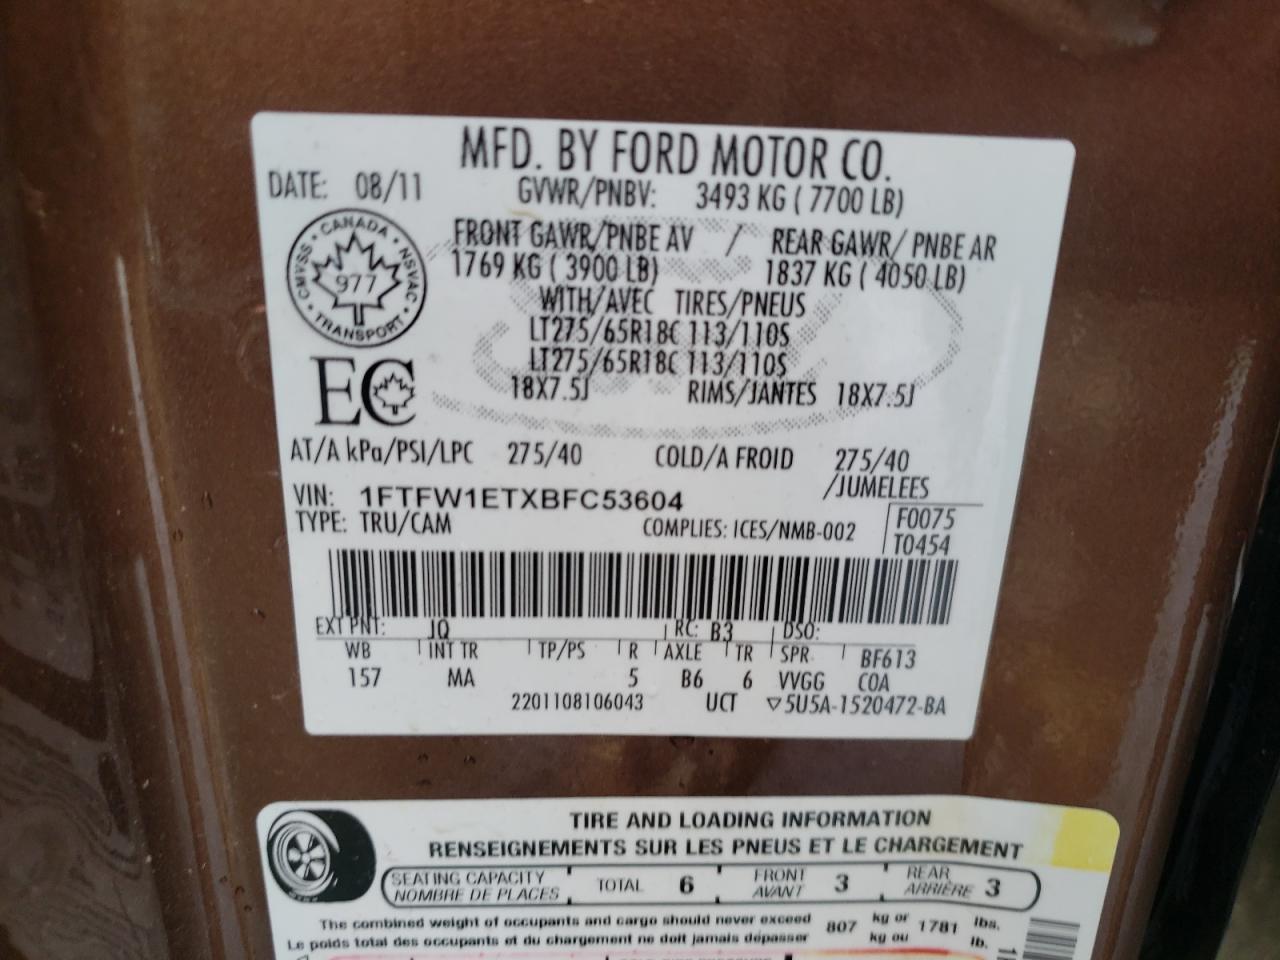 MFD. BY FORD MOTOR CO.
DATE: 08/11 GVWR/PNBV: 3493 KG ( 7700 LB)
FRONT GAWR/PNBE AV / REAR GAWR/ PNBE AR
1769 KG ( 3900 LB) 1837 KG ( 4050 LB)
WITH/AVEC TIRES/PNEUS
LT275/65R18C 113/110S
LT275/65R18C 113/110S
18X7.5J RIMS/JANTES 18X7.5J
CANADA
CMVSS 977 NSVAC
TRANSPORT
EC
AT/A kPa/PSI/LPC 275/40 COLD/A FROID 275/40
/JUMELEES
VIN: 1FTFW1ETXBFC53604
TYPE: TRU/CAM COMPLIES: ICES/NMB-002
F0075
T0454
EXT PNT: JQ RC: B3 DSO:
WB INT TR TP/PS R AXLE TR SPR BF613
157 MA 5 B6 6 VVGG COA
2201108106043 UCT ▽5U5A-1520472-BA
TIRE AND LOADING INFORMATION
RENSEIGNEMENTS SUR LES PNEUS ET LE CHARGEMENT
SEATING CAPACITY
NOMBRE DE PLACES
TOTAL 6
FRONT
AVANT
3
REAR
ARRIÈRE
3
The combined weight of occupants and cargo should never exceed 807 kg or 1781 lbs.
Le poids total des occupants et du chargement ne doit jamais dépasser kg ou lb.